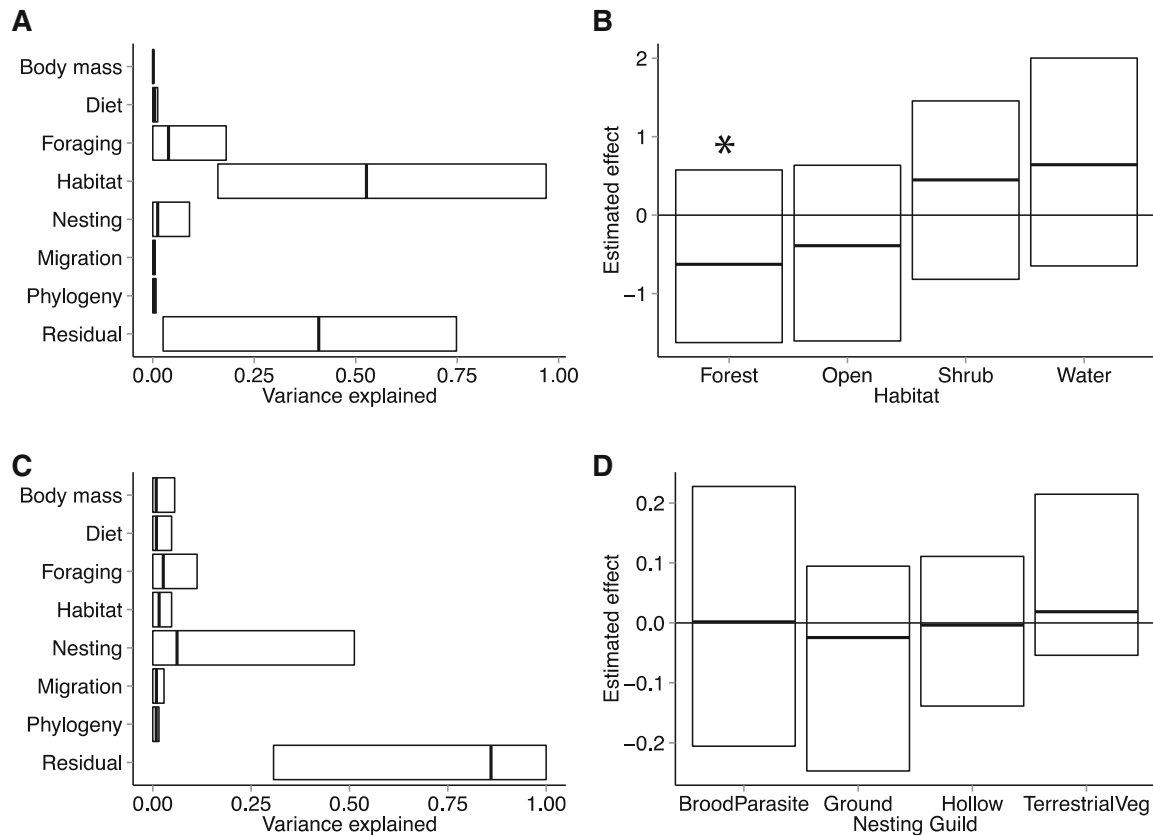 A
Body mass
Diet
Foraging
Habitat
Nesting
Migration
Phylogeny
Residual
0.00 0.25 0.50 0.75 1.00
Variance explained
B
Estimated effect
2
1
0
−1
*
Forest Open Shrub Water
Habitat
C
Body mass
Diet
Foraging
Habitat
Nesting
Migration
Phylogeny
Residual
0.00 0.25 0.50 0.75 1.00
Variance explained
D
Estimated effect
0.2
0.1
0.0
−0.1
−0.2
BroodParasite Ground Hollow TerrestrialVeg
Nesting Guild